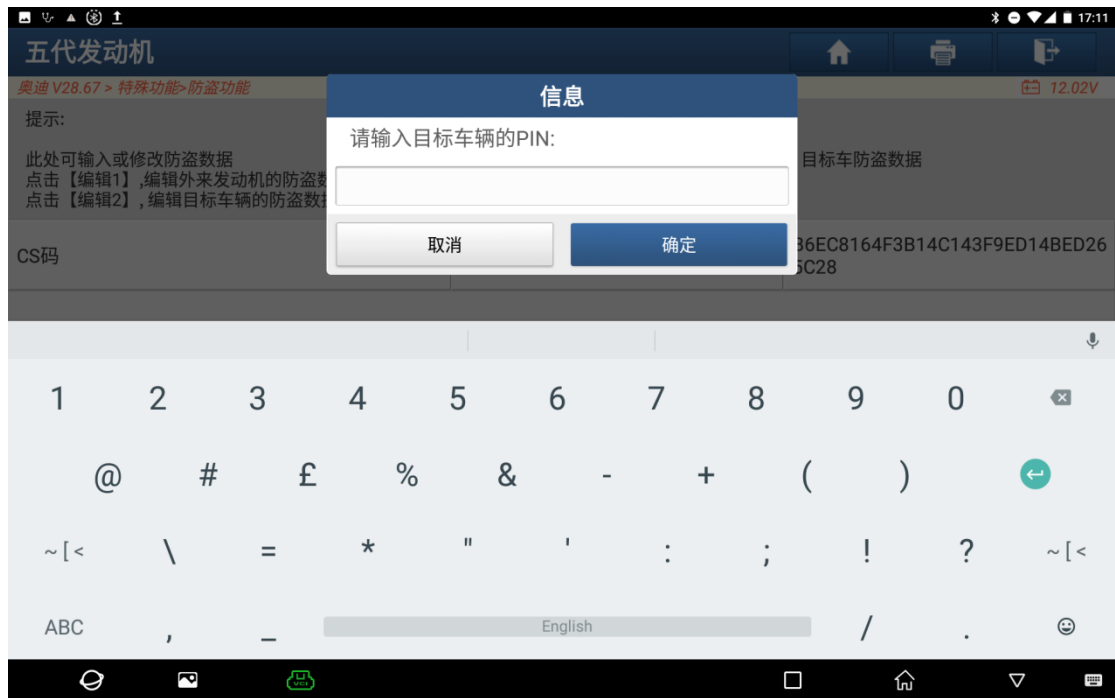 17:11
五代发动机
奥迪 V28.67 > 特殊功能>防盗功能
12.02V
提示:
此处可输入或修改防盗数据
点击【编辑1】,编辑外来发动机的防盗数
点击【编辑2】, 编辑目标车辆的防盗数
目标车防盗数据
CS码
36EC8164F3B14C143F9ED14BED26
5C28
信息
请输入目标车辆的PIN:
取消
确定
1 2 3 4 5 6 7 8 9 0
@ # £ % & - + ( )
~ [ < \ = * " ' : ; ! ? ~ [ <
ABC , _ English / .
VCI